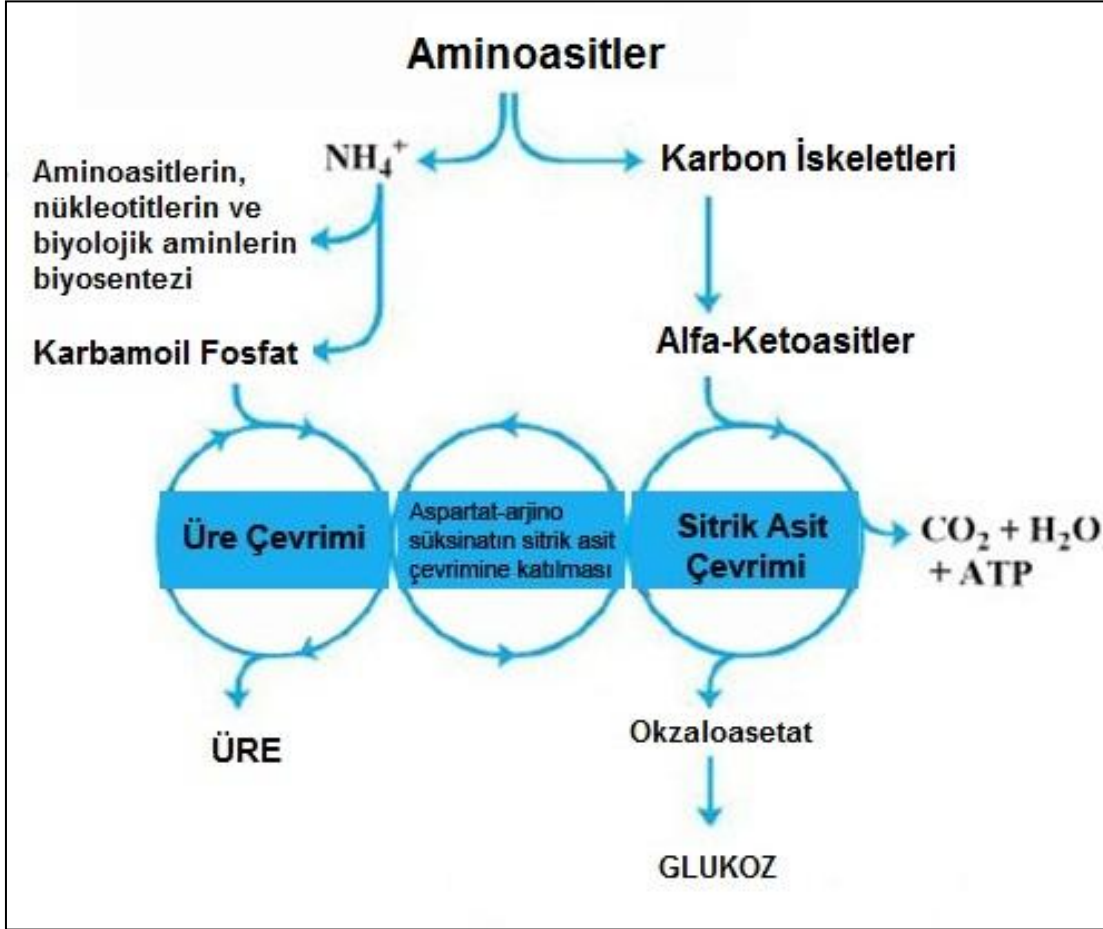 Aminoasitler
NH₄⁺
Karbon İskeletleri
Aminoasitlerin,
nükleotitlerin ve
biyolojik aminlerin
biyosentezi
Karbamoil Fosfat
Alfa-Ketoasitler
Üre Çevrimi
Aspartat-arjino
süksinatın sitrik asit
çevrimine katılması
Sitrik Asit
Çevrimi
CO₂ + H₂O
+ ATP
ÜRE
Okzaloasetat
GLUKOZ